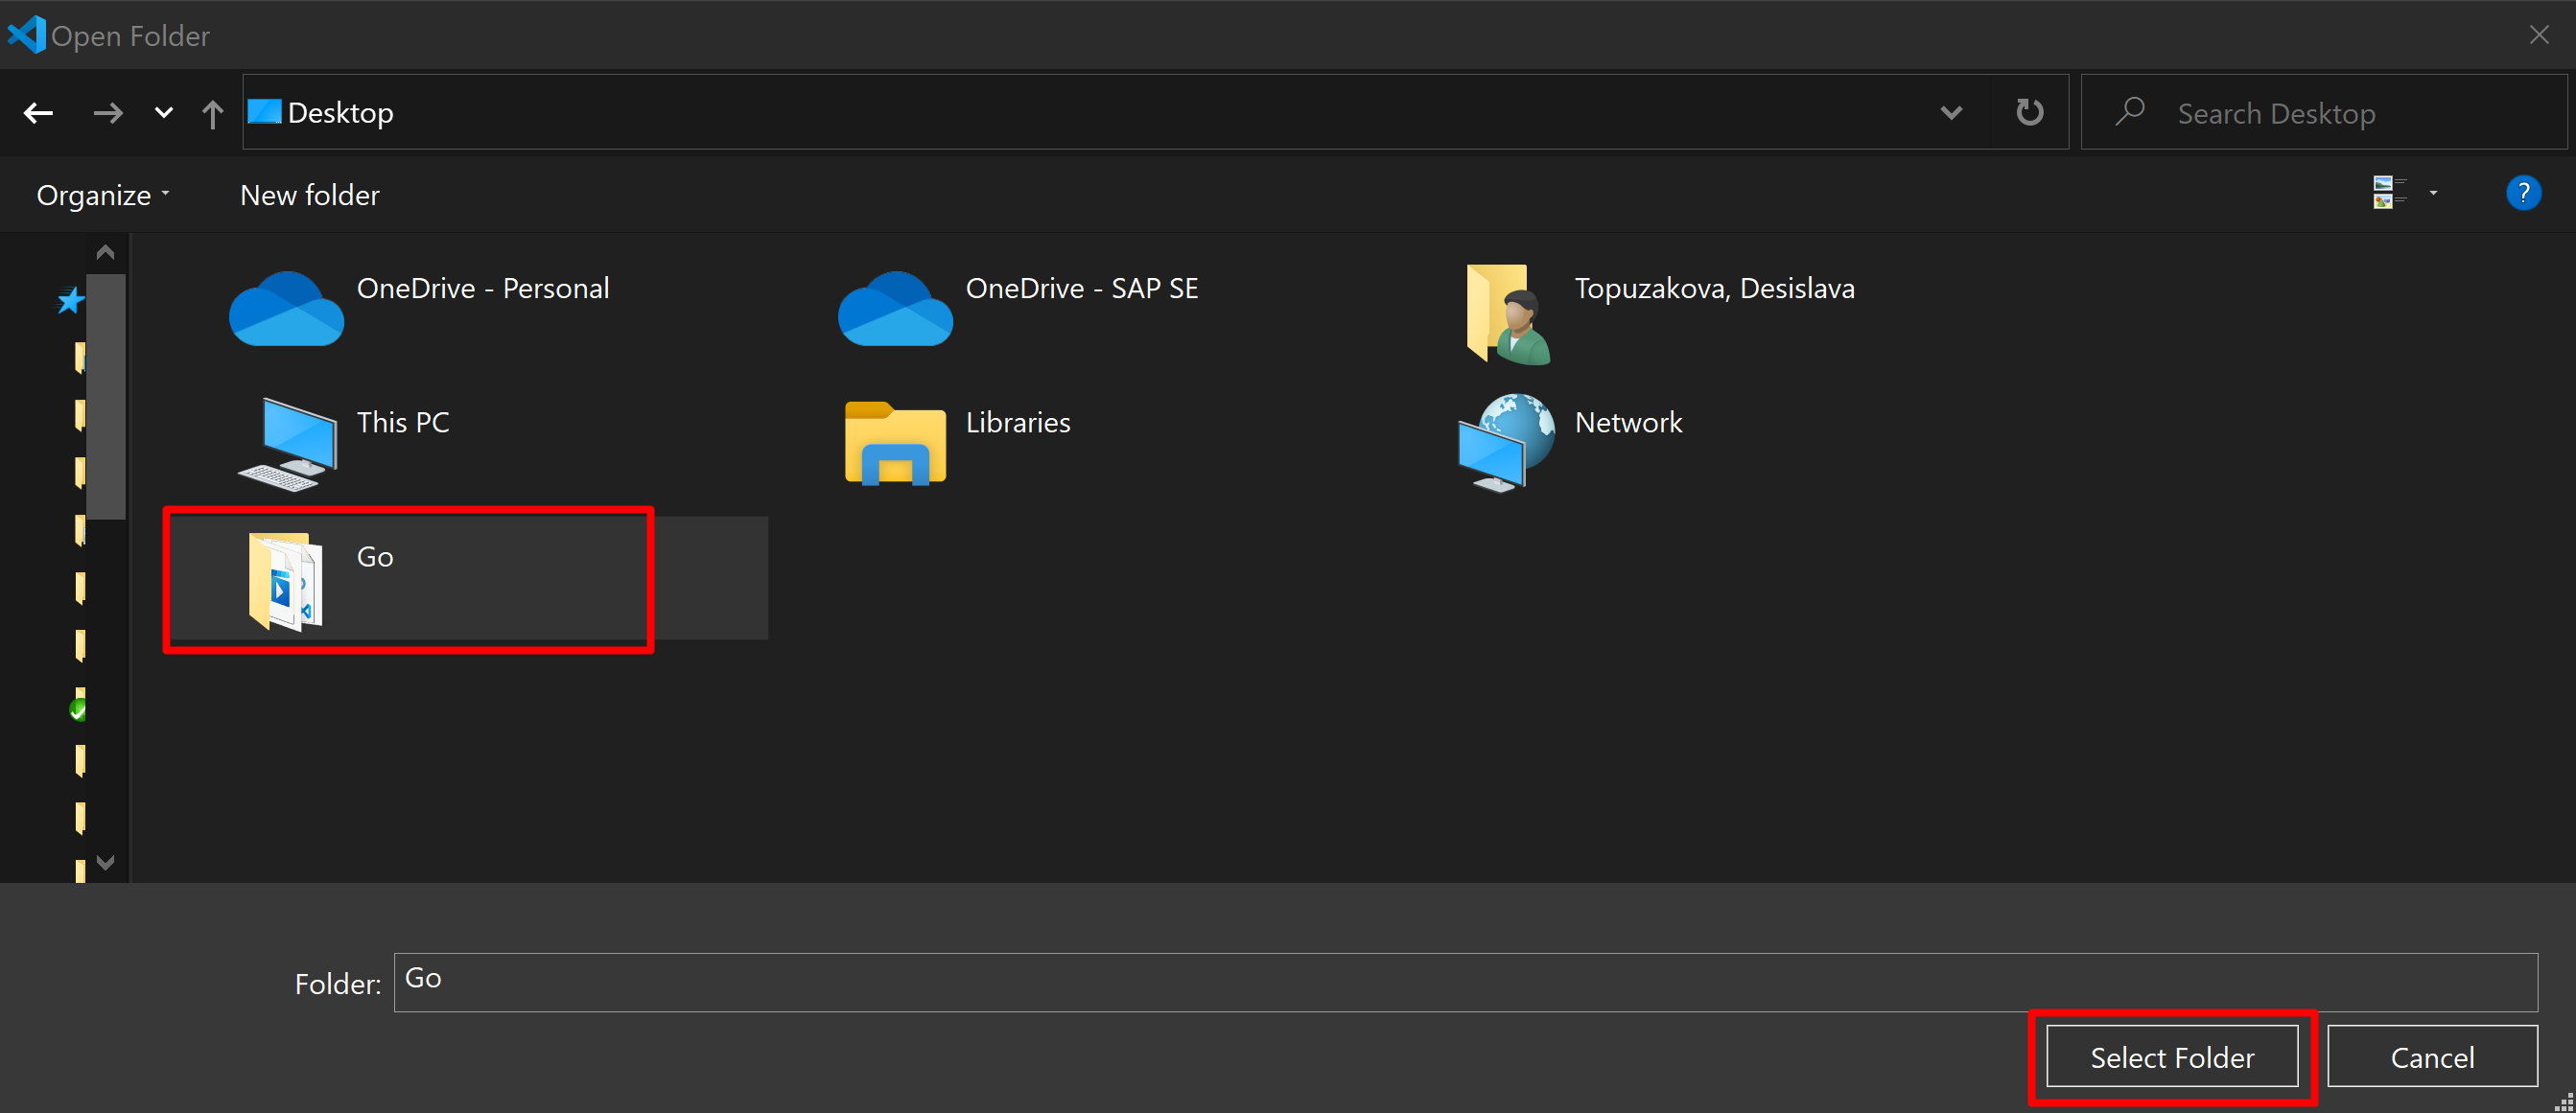 Open Folder
Desktop
Search Desktop
Organize
New folder
?
OneDrive - Personal
OneDrive - SAP SE
Topuzakova, Desislava
This PC
Libraries
Network
Go
Folder:
Go
Select Folder
Cancel